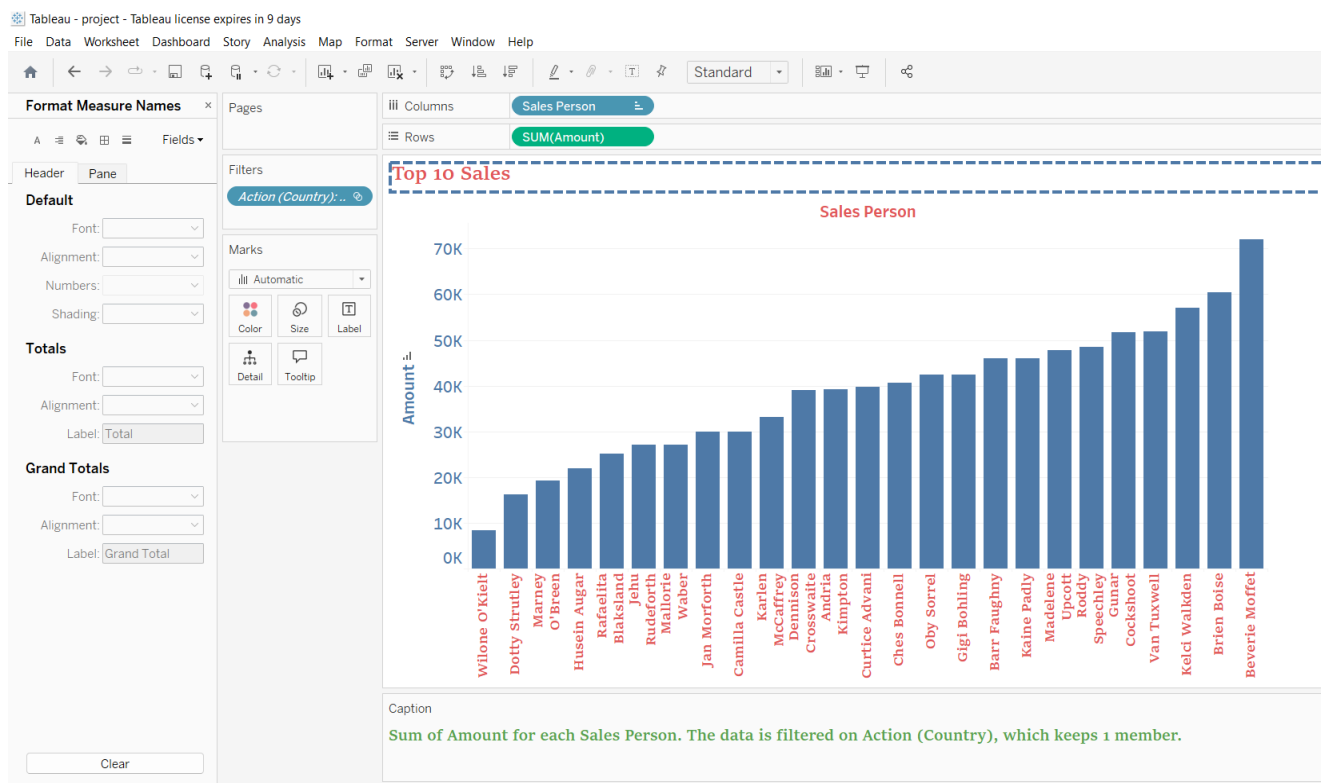 Tableau - project - Tableau license expires in 9 days
File Data Worksheet Dashboard Story Analysis Map Format Server Window Help
Standard
Format Measure Names ×
Fields
Header Pane
Default
Font:
Alignment:
Numbers:
Shading:
Totals
Font:
Alignment:
Label: Total
Grand Totals
Font:
Alignment:
Label: Grand Total
Clear
Pages
Filters
Action (Country): ..
Marks
Automatic
Color Size Label
Detail Tooltip
Columns Sales Person
Rows SUM(Amount)
Top 10 Sales
Sales Person
Amount
70K
60K
50K
40K
30K
20K
10K
0K
Wilone O'Kielt
Dotty Strutley
Marney
O'Breen
Husein Augar
Rafaelita
Blaksland
Jehu
Rudeforth
Mallorie
Waber
Jan Morforth
Camilla Castle
Karlen
McCaffrey
Dennison
Crosswaite
Andria
Kimpton
Curtice Advani
Ches Bonnell
Oby Sorrel
Gigi Bohling
Barr Faughny
Kaine Padly
Madelene
Upcott
Roddy
Speechley
Gunar
Cockshoot
Van Tuxwell
Kelci Walkden
Brien Boise
Beverie Moffet
Caption
Sum of Amount for each Sales Person. The data is filtered on Action (Country), which keeps 1 member.